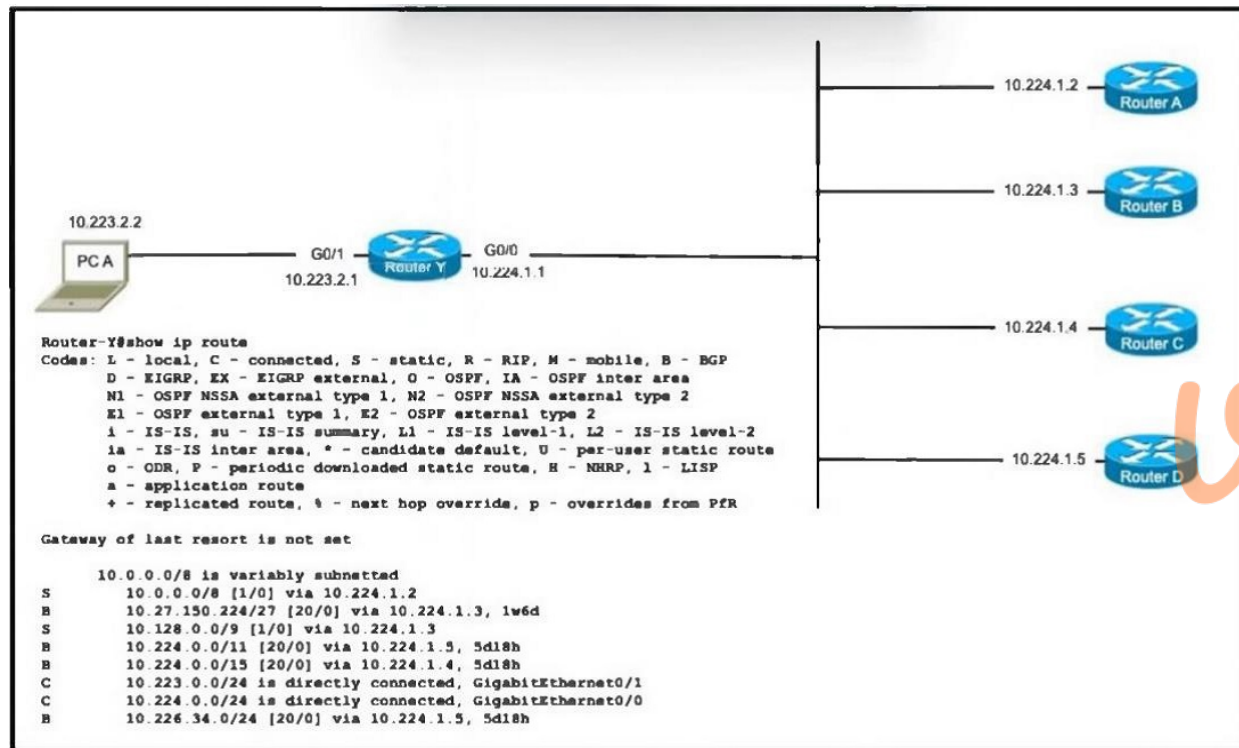 10.224.1.2
Router A
10.224.1.3
Router B
10.223.2.2
PC A
G0/1
10.223.2.1
Router Y
G0/0
10.224.1.1
10.224.1.4
Router C
10.224.1.5
Router D
Router-Y#show ip route
Codes: L - local, C - connected, S - static, R - RIP, M - mobile, B - BGP
D - EIGRP, EX - EIGRP external, O - OSPF, IA - OSPF inter area
N1 - OSPF NSSA external type 1, N2 - OSPF NSSA external type 2
E1 - OSPF external type 1, E2 - OSPF external type 2
i - IS-IS, su - IS-IS summary, L1 - IS-IS level-1, L2 - IS-IS level-2
ia - IS-IS inter area, * - candidate default, U - per-user static route
o - ODR, P - periodic downloaded static route, H - NHRP, l - LISP
a - application route
+ - replicated route, % - next hop override, p - overrides from PfR
Gateway of last resort is not set
10.0.0.0/8 is variably subnetted
S 10.0.0.0/8 [1/0] via 10.224.1.2
B 10.27.150.224/27 [20/0] via 10.224.1.3, 1w6d
S 10.128.0.0/9 [1/0] via 10.224.1.3
B 10.224.0.0/11 [20/0] via 10.224.1.5, 5d18h
B 10.224.0.0/15 [20/0] via 10.224.1.4, 5d18h
C 10.223.0.0/24 is directly connected, GigabitEthernet0/1
C 10.224.0.0/24 is directly connected, GigabitEthernet0/0
B 10.226.34.0/24 [20/0] via 10.224.1.5, 5d18h